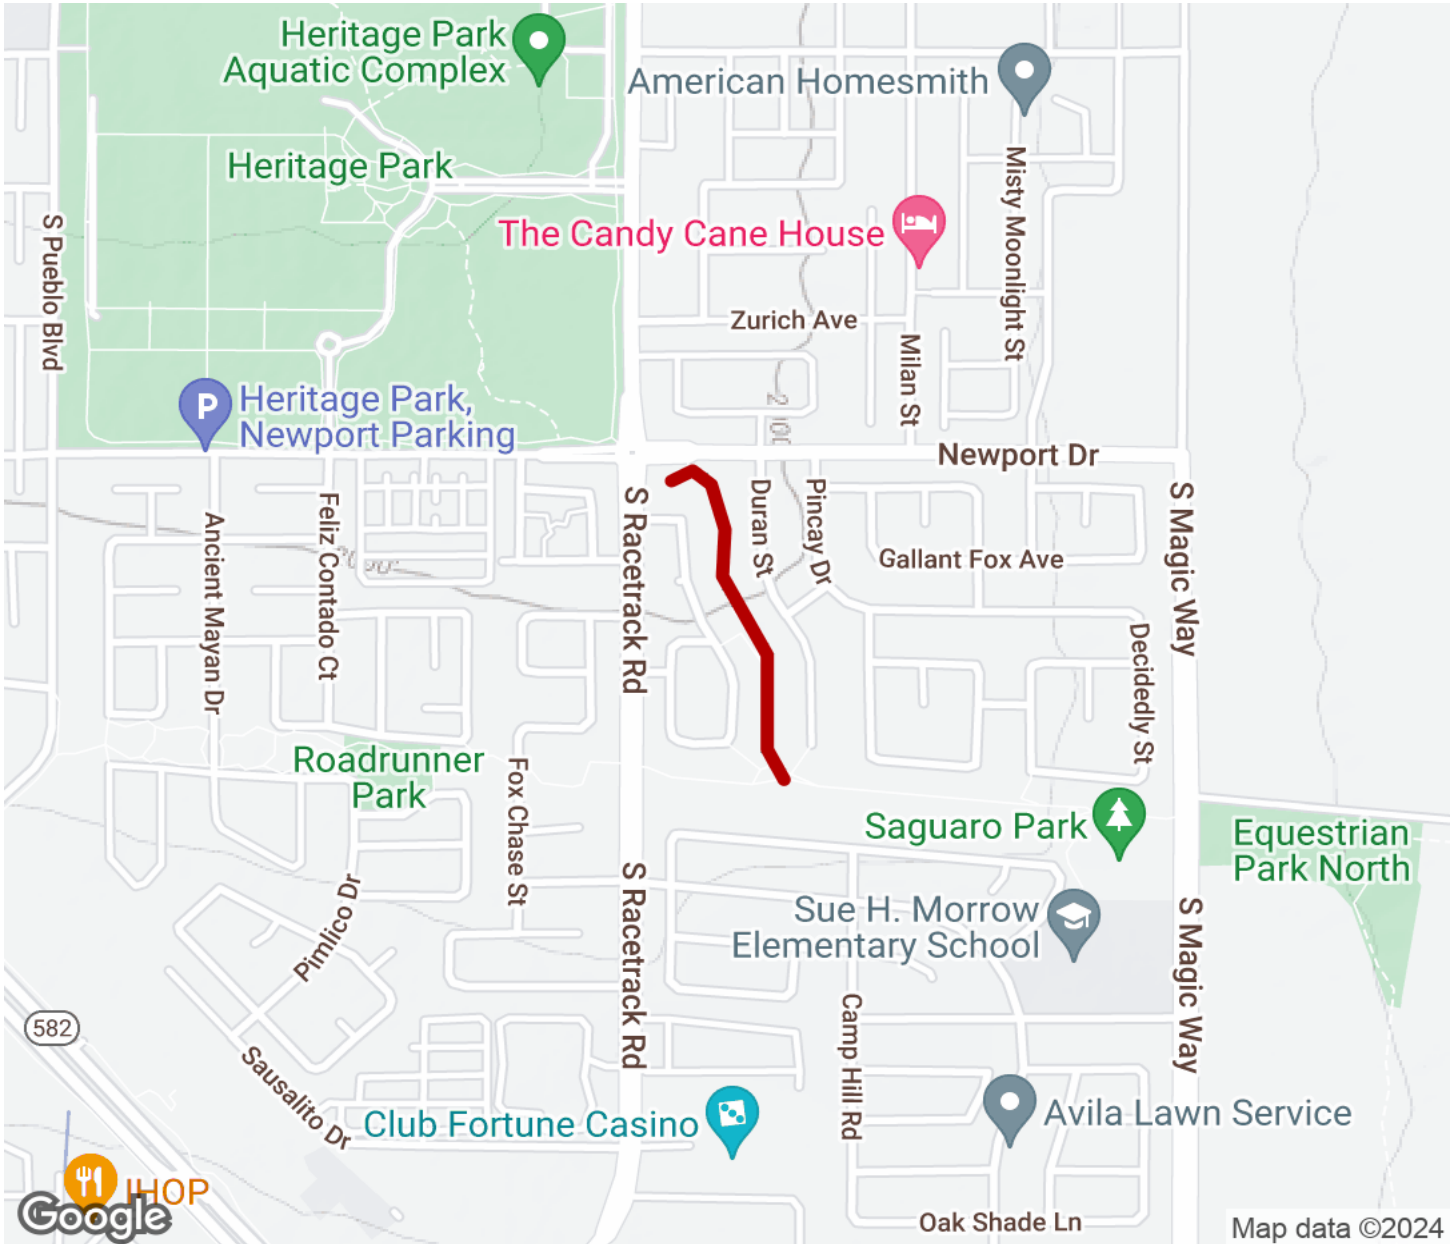 Heritage Park
Aquatic Complex
American Homesmith
Heritage Park
Misty Moonlight St
S Pueblo Blvd
The Candy Cane House
Zurich Ave
Milan St
Heritage Park,
Newport Parking
P
Newport Dr
S Racetrack Rd
Duran St
Pincay Dr
Feliz Contado Ct
Ancient Mayan Dr
Gallant Fox Ave
S Magic Way
Decidedly St
Roadrunner
Park
Fox Chase St
Saguaro Park
Equestrian
Park North
Pimlico Dr
S Racetrack Rd
Sue H. Morrow
Elementary School
S Magic Way
582
Camp Hill Rd
Sausalito Dr
Club Fortune Casino
Avila Lawn Service
IHOP
Google
Oak Shade Ln
Map data ©2024